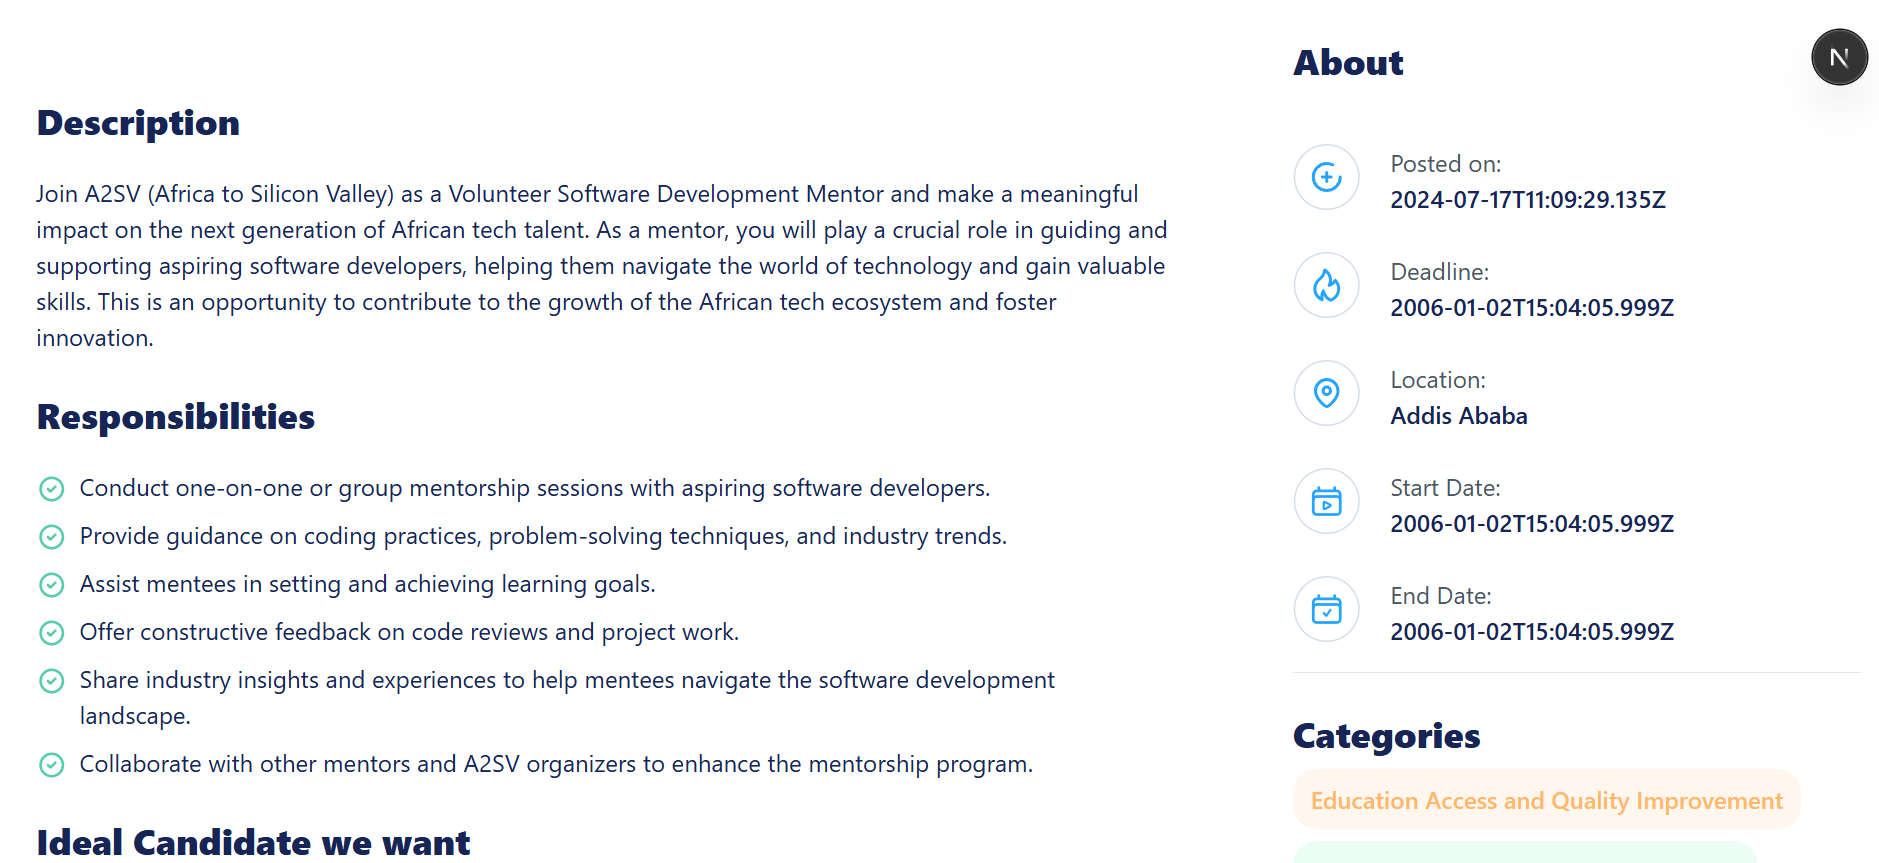 Description
Join A2SV (Africa to Silicon Valley) as a Volunteer Software Development Mentor and make a meaningful
impact on the next generation of African tech talent. As a mentor, you will play a crucial role in guiding and
supporting aspiring software developers, helping them navigate the world of technology and gain valuable
skills. This is an opportunity to contribute to the growth of the African tech ecosystem and foster
innovation.
Responsibilities
Conduct one-on-one or group mentorship sessions with aspiring software developers.
Provide guidance on coding practices, problem-solving techniques, and industry trends.
Assist mentees in setting and achieving learning goals.
Offer constructive feedback on code reviews and project work.
Share industry insights and experiences to help mentees navigate the software development
landscape.
Collaborate with other mentors and A2SV organizers to enhance the mentorship program.
Ideal Candidate we want
About
N
Posted on:
2024-07-17T11:09:29.135Z
Deadline:
2006-01-02T15:04:05.999Z
Location:
Addis Ababa
Start Date:
2006-01-02T15:04:05.999Z
End Date:
2006-01-02T15:04:05.999Z
Categories
Education Access and Quality Improvement